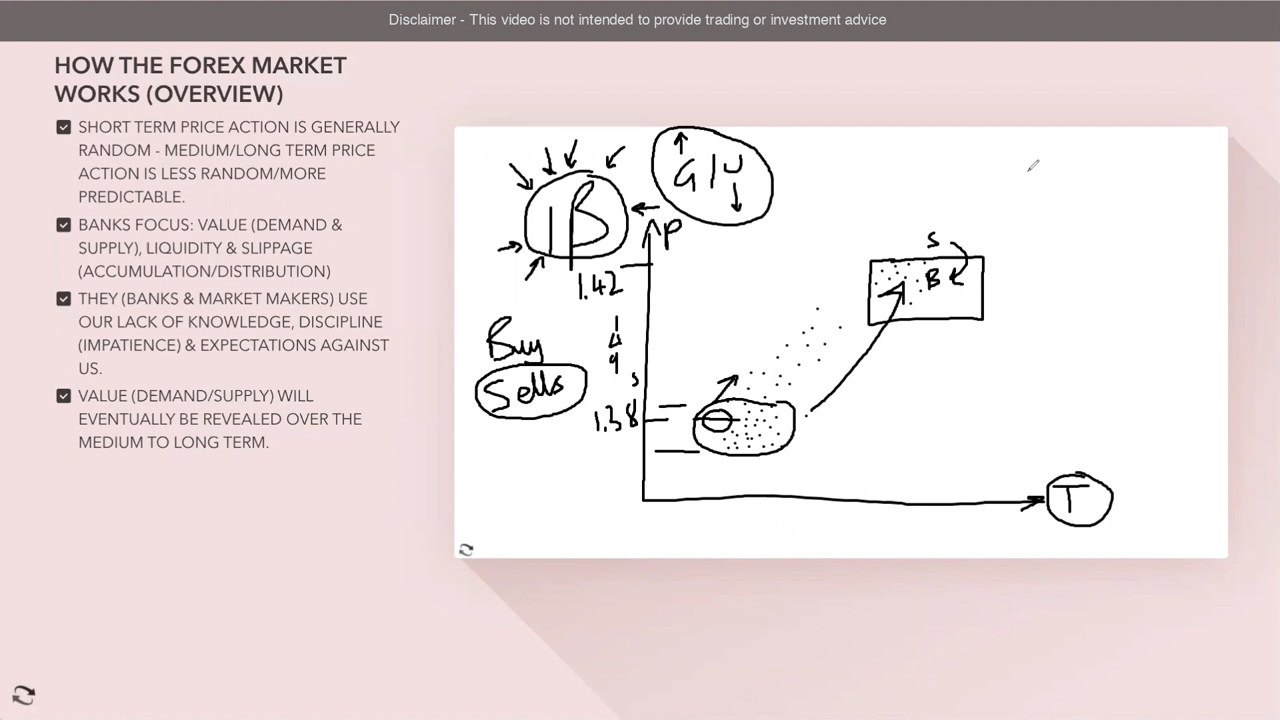 Disclaimer - This video is not intended to provide trading or investment advice
HOW THE FOREX MARKET
WORKS (OVERVIEW)
SHORT TERM PRICE ACTION IS GENERALLY
RANDOM - MEDIUM/LONG TERM PRICE
ACTION IS LESS RANDOM/MORE
PREDICTABLE.
BANKS FOCUS: VALUE (DEMAND &
SUPPLY), LIQUIDITY & SLIPPAGE
(ACCUMULATION/DISTRIBUTION)
THEY (BANKS & MARKET MAKERS) USE
OUR LACK OF KNOWLEDGE, DISCIPLINE
(IMPATIENCE) & EXPECTATIONS AGAINST
US.
VALUE (DEMAND/SUPPLY) WILL
EVENTUALLY BE REVEALED OVER THE
MEDIUM TO LONG TERM.
IB
G/U
P
1.42
Buy
Sells
1.38
S
B
T